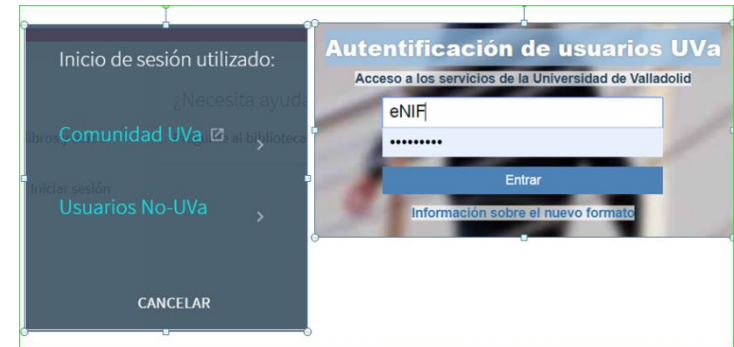 Inicio de sesión utilizado:
¿Necesita ayuda
Comunidad UVa
al biblioteca
Iniciar sesión
Usuarios No-UVa
CANCELAR
Autentificación de usuarios UVa
Acceso a los servicios de la Universidad de Valladolid
eNIF
•••••••••
Entrar
Información sobre el nuevo formato